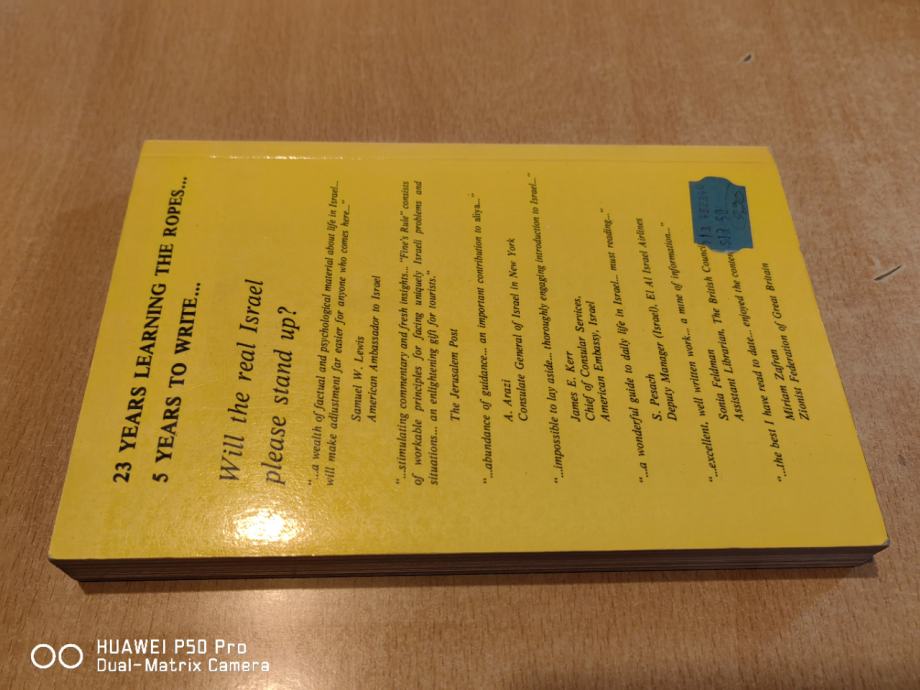 23 YEARS LEARNING THE ROPES...
5 YEARS TO WRITE...
Will the real Israel
please stand up?
"...a wealth of factual and psychological material about life in Israel...
will make adjustment far easier for anyone who comes here..."
Samuel W. Lewis
American Ambassador to Israel
"...stimulating commentary and fresh insights... "Fine's Rule" consists
of workable principles for facing uniquely Israeli problems and
situations... an enlightening gift for tourists."
The Jerusalem Post
"...abundance of guidance... an important contribution to aliya..."
A. Arazi
Consulate General of Israel in New York
"...impossible to lay aside... thoroughly engaging introduction to Israel..."
James E. Kerr
Chief of Consular Services,
American Embassy, Israel
"...a wonderful guide to daily life in Israel... must reading..."
S. Pesach
Deputy Manager (Israel), El Al Israel Airlines
"...excellent, well written work... a mine of information..."
Sonia Feldman
Assistant Librarian, The British Counci
"...the best I have read to date... enjoyed the conten
Miriam Zafran
Zionist Federation of Great Britain
HUAWEI P50 Pro
Dual-Matrix Camera